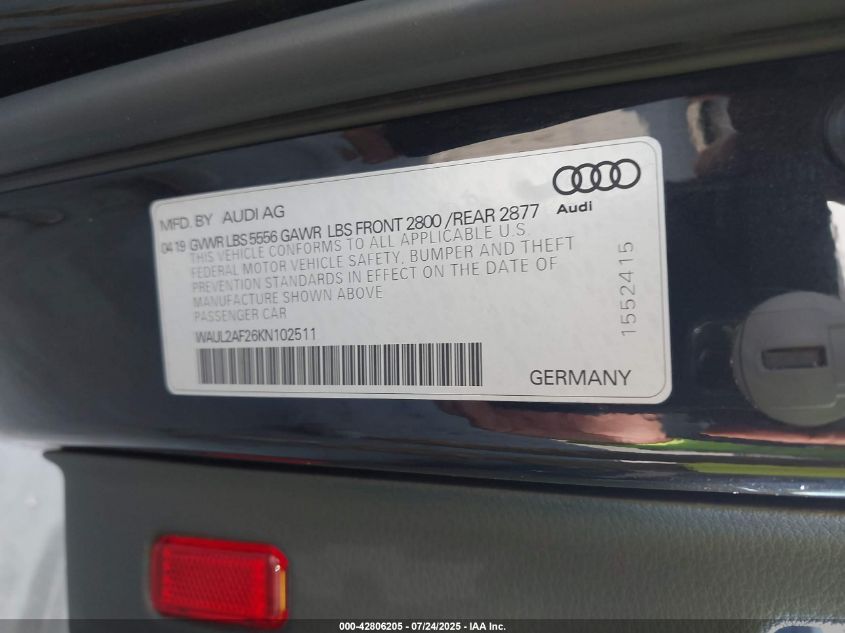 MFD. BY AUDI AG
04 19 GVWR LBS 5556 GAWR LBS FRONT 2800 /REAR 2877
THIS VEHICLE CONFORMS TO ALL APPLICABLE U.S.
FEDERAL MOTOR VEHICLE SAFETY, BUMPER AND THEFT
PREVENTION STANDARDS IN EFFECT ON THE DATE OF
MANUFACTURE SHOWN ABOVE
PASSENGER CAR
WAUL2AF26KN102511
Audi
1552415
GERMANY
000-42806205 - 07/24/2025 - IAA Inc.